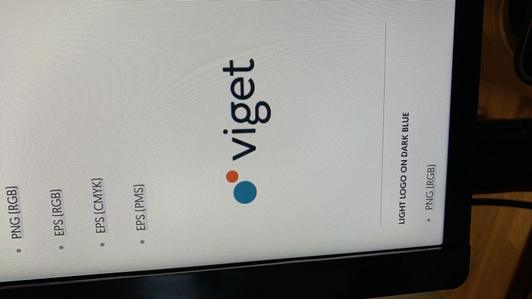 PNG (RGB)
EPS (RGB)
EPS (CMYK)
EPS (PMS)
viget
LIGHT LOGO ON DARK BLUE
PNG (RGB)